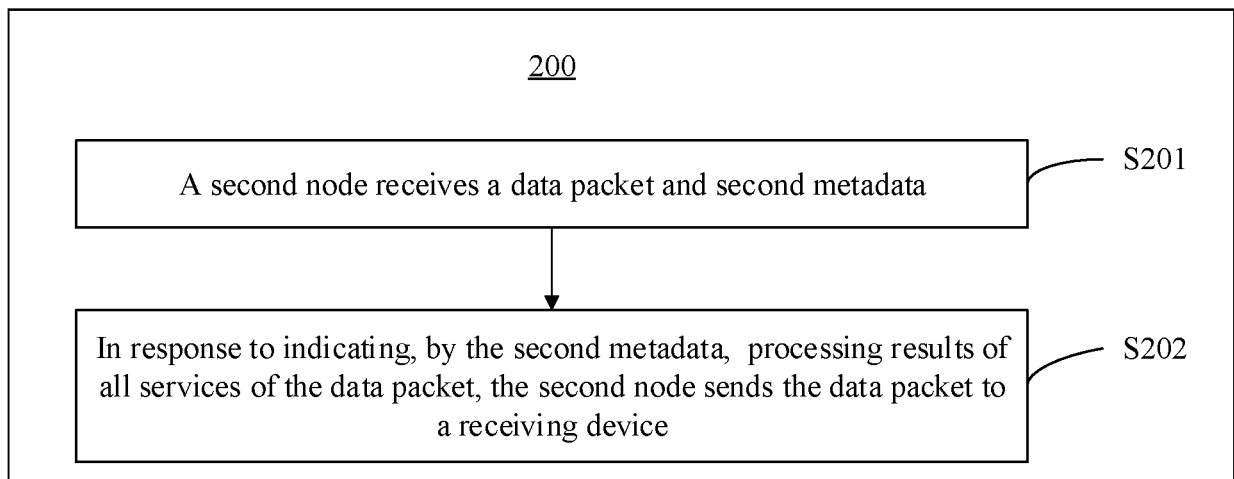 200
A second node receives a data packet and second metadata
S201
In response to indicating, by the second metadata, processing results of
all services of the data packet, the second node sends the data packet to
a receiving device
S202